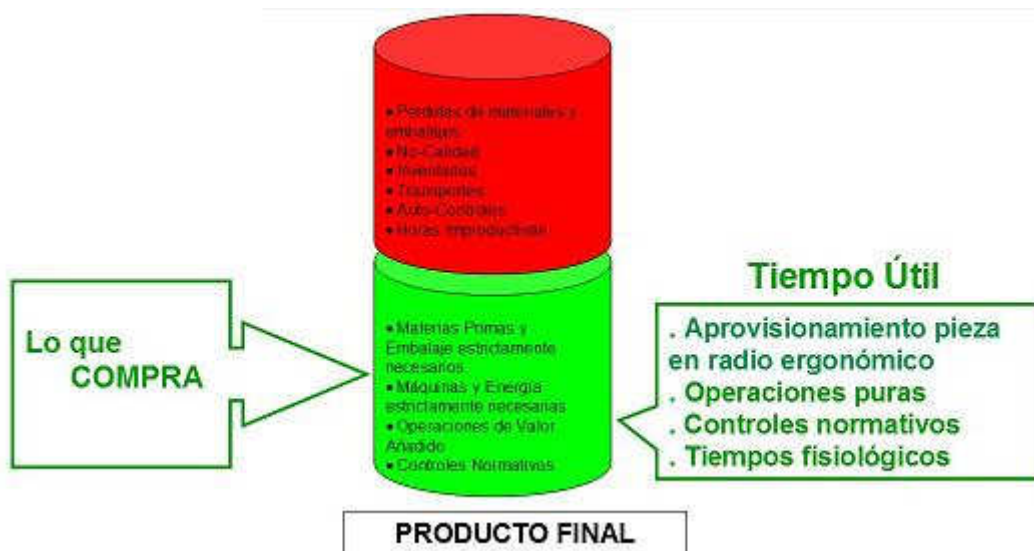 • Perdidas de materiales y
embalajes
• No-Calidad
• Inventarios
• Transportes
• Auto-Controles
• Horas Improductivas
Lo que
COMPRA
• Materias Primas y
Embalaje estrictamente
necesarios
• Máquinas y Energía
estrictamente necesarias
• Operaciones de Valor
Añadido
• Controles Normativos
Tiempo Útil
. Aprovisionamiento pieza
en radio ergonómico
. Operaciones puras
. Controles normativos
. Tiempos fisiológicos
PRODUCTO FINAL